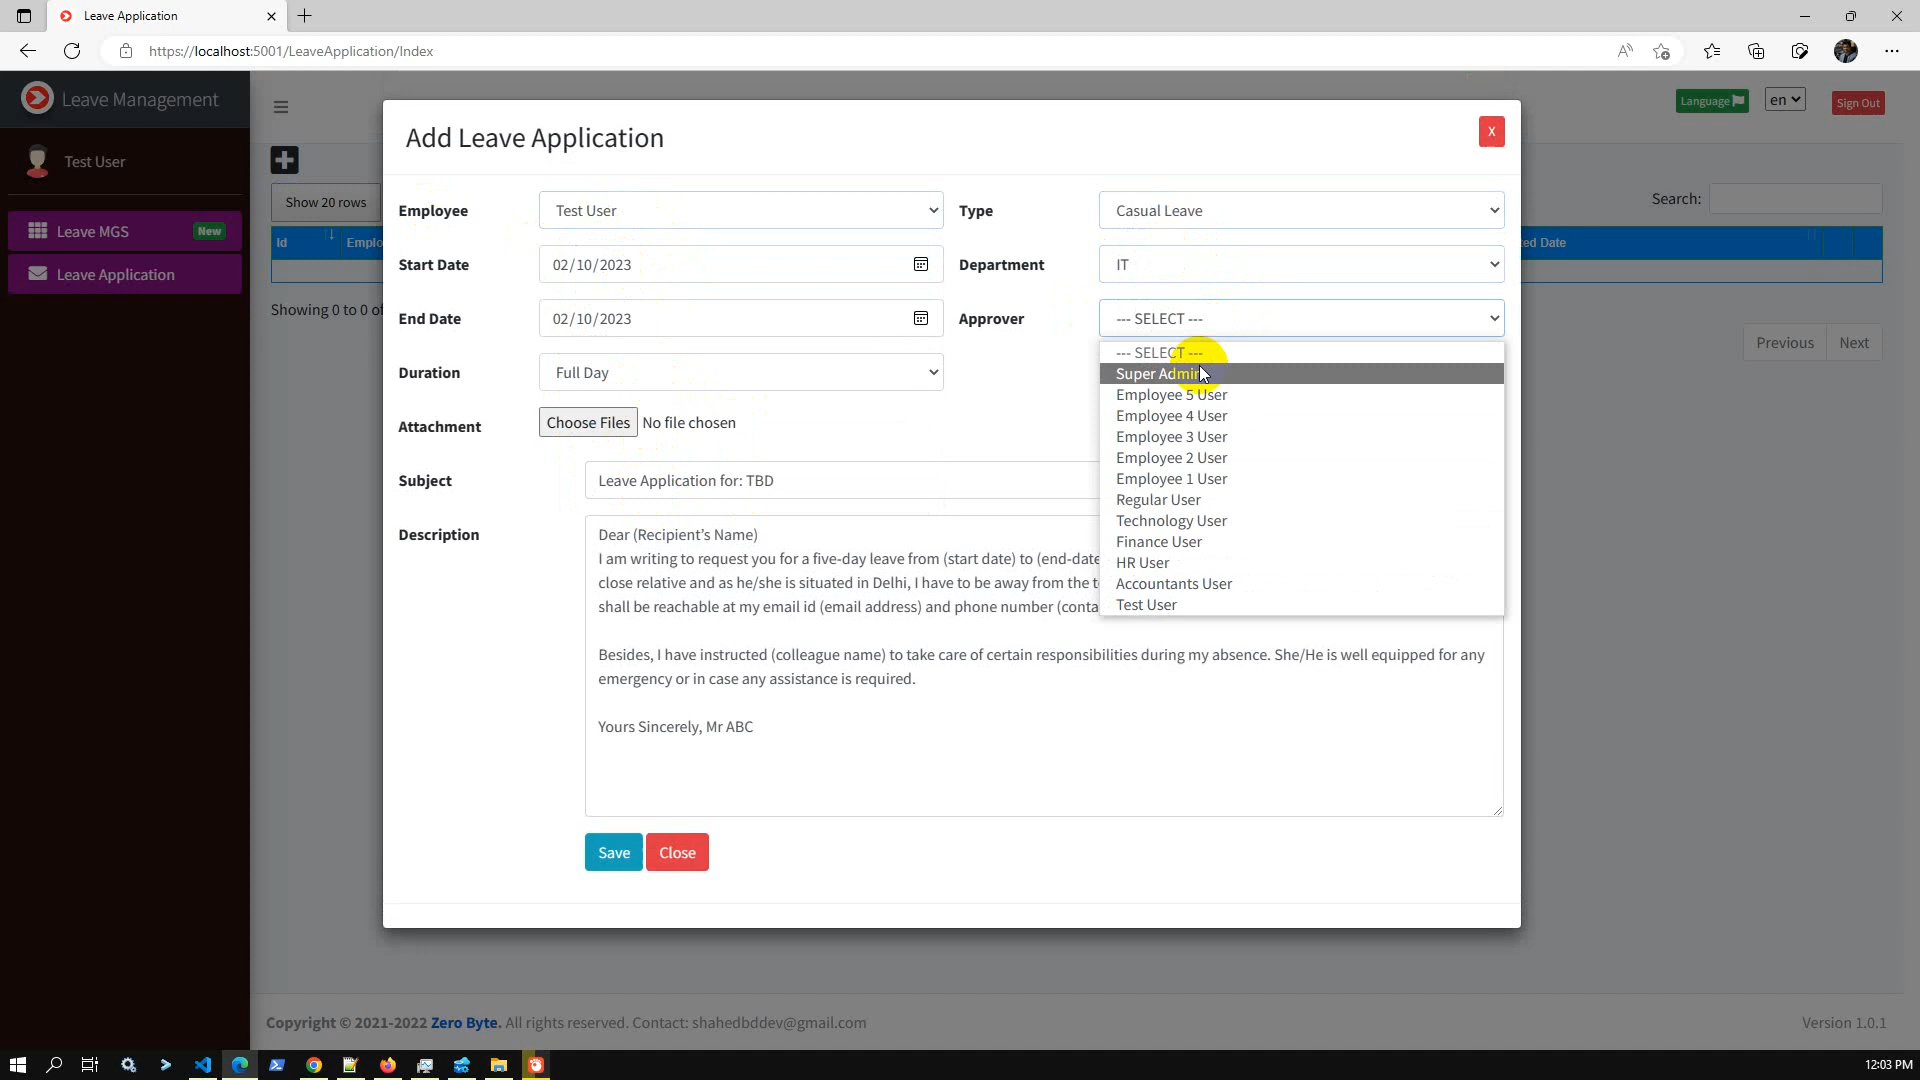 Leave Application
https://localhost:5001/LeaveApplication/Index
Leave Management
Language
en
Sign Out
Test User
Leave MGS
New
Leave Application
Show 20 rows
Search:
Id
Emplo
ted Date
Showing 0 to 0 of
Previous
Next
Add Leave Application
X
Employee
Test User
Type
Casual Leave
Start Date
02/10/2023
Department
IT
End Date
02/10/2023
Approver
--- SELECT ---
Duration
Full Day
--- SELECT ---
Super Admin
Employee 5 User
Employee 4 User
Employee 3 User
Employee 2 User
Employee 1 User
Regular User
Technology User
Finance User
HR User
Accountants User
Test User
Attachment
Choose Files
No file chosen
Subject
Leave Application for: TBD
Description
Dear (Recipient’s Name)
I am writing to request you for a five-day leave from (start date) to (end-date
close relative and as he/she is situated in Delhi, I have to be away from the t
shall be reachable at my email id (email address) and phone number (conta
Besides, I have instructed (colleague name) to take care of certain responsibilities during my absence. She/He is well equipped for any
emergency or in case any assistance is required.
Yours Sincerely, Mr ABC
Save
Close
Copyright © 2021-2022 Zero Byte. All rights reserved. Contact: shahedbddev@gmail.com
Version 1.0.1
12:03 PM